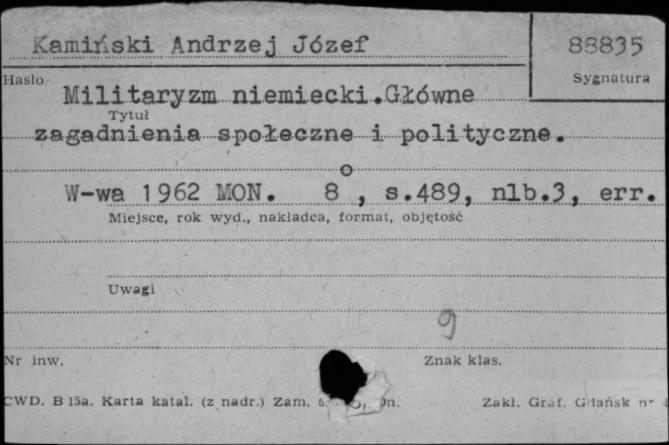 Kamiński Andrzej Józef
88835
Hasło
Sygnatura
Militaryzm niemiecki.Główne
Tytuł
zagadnienia społeczne i polityczne.
W-wa 1962 MON. 8°, s.489, nlb.3, err.
Miejsce, rok wyd., nakładca, format, objętość
Uwagi
9
Nr inw.
Znak klas.
CWD. B 15a. Karta katal. (z nadr.) Zam.
Zakł. Graf. Gdańsk nr